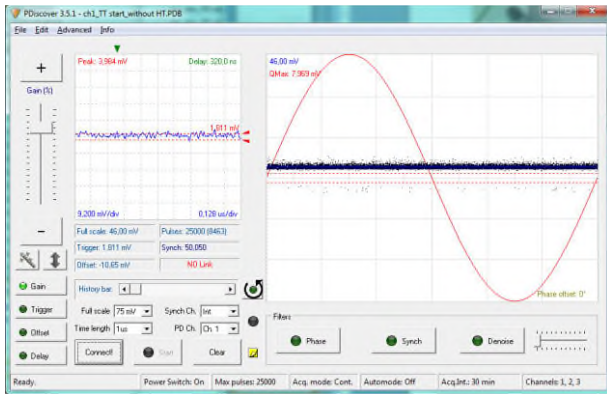 PDiscover 3.5.1 - ch1_TT start_without HT.PDB
File Edit Advanced Info
+
Gain (%)
-
Peak: 3,984 mV Delay: 320,0 ns
1,811 mV
9,200 mV/div 0,128 us/div
46,00 mV
QMax: 7,969 mV
Phase offset: 0°
Full scale: 46,00 mV Pulses: 25000 (8463)
Trigger: 1.811 mV Synch: 50,050
Offset: -10,65 mV NO Link
History bar:
Full scale 75 mV Synch Ch. Int
Time length 1us PD Ch. Ch 1
Connect! Start Clear
Gain
Trigger
Offset
Delay
Filters
Phase Synch Denoise
Ready. Power Switch: On Max pulses: 25000 Acq. mode: Cont. Automode: Off Acq.Int.: 30 min Channels: 1, 2, 3